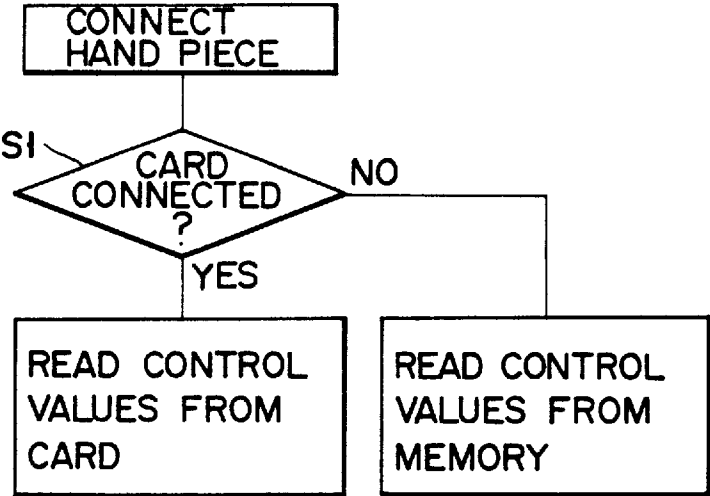 CONNECT
HAND PIECE
S1
CARD
CONNECTED
?
NO
YES
READ CONTROL
VALUES FROM
CARD
READ CONTROL
VALUES FROM
MEMORY